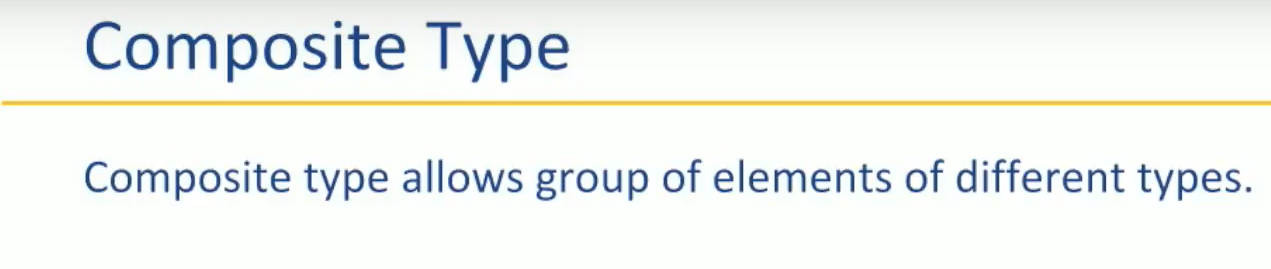 Composite Type
Composite type allows group of elements of different types.